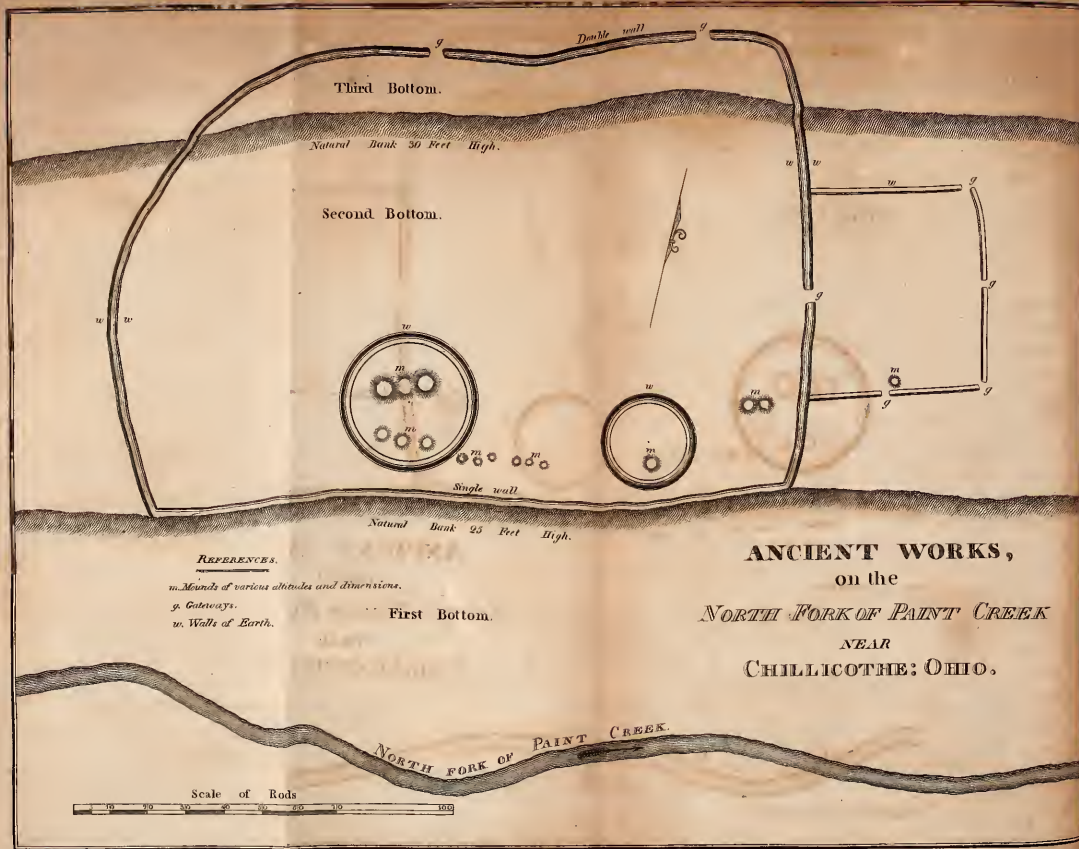 g
Double wall
g
Third Bottom.
Natural Bank 30 Feet High.
w w
w
g
Second Bottom.
g
g
w w
w
m
w
m
m
m
g
g
m
m
m
m
Single wall
Natural Bank 25 Feet High.
REFERENCES.
m. Mounds of various altitudes and dimensions.
g. Gateways.
w. Walls of Earth.
First Bottom.
ANCIENT WORKS,
on the
NORTH FORK OF PAINT CREEK
NEAR
CHILLICOTHE: OHIO.
NORTH FORK OF PAINT CREEK.
Scale of Rods